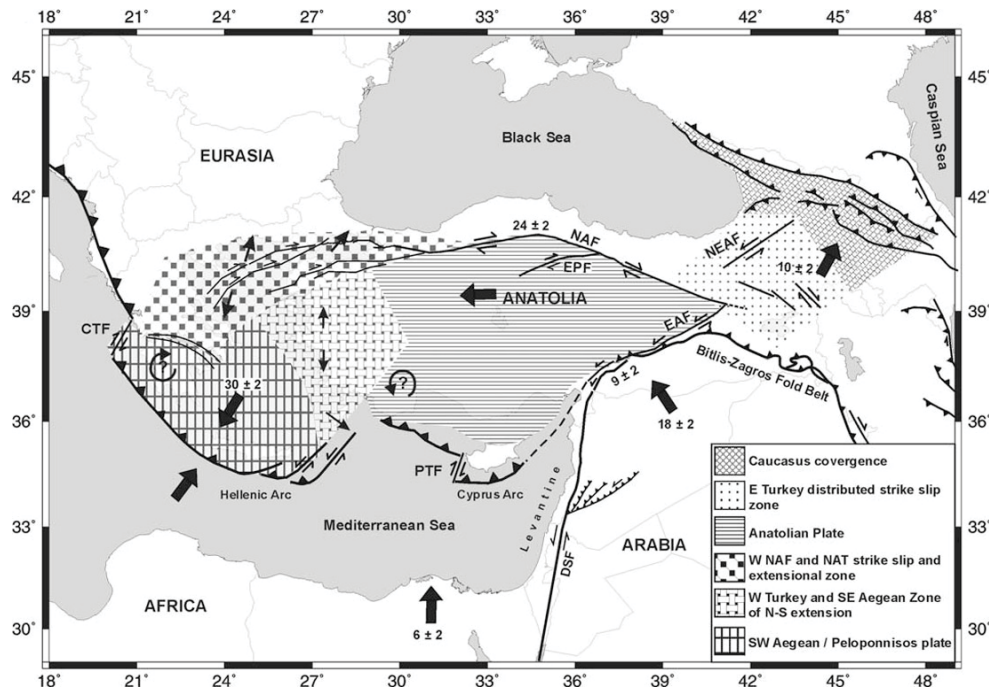 18° 21° 24° 27° 30° 33° 36° 39° 42° 45° 48°
45° 45°
Caspian Sea
Black Sea
EURASIA
42° 42°
24 ± 2
NAF
NEAF
EPF
10 ± 2
ANATOLIA
39° 39°
CTF
EAF
?
Bitlis-Zagros Fold Belt
9 ± 2
30 ± 2
?
36° 36°
18 ± 2
PTF
Hellenic Arc
Cyprus Arc
Levantine
33° 33°
Mediterranean Sea
ARABIA
DSF
AFRICA
30° 30°
6 ± 2
Caucasus covergence
E Turkey distributed strike slip
zone
Anatolian Plate
W NAF and NAT strike slip and
extensional zone
W Turkey and SE Aegean Zone
of N-S extension
SW Aegean / Peloponnisos plate
18° 21° 24° 27° 30° 33° 36° 39° 42° 45° 48°